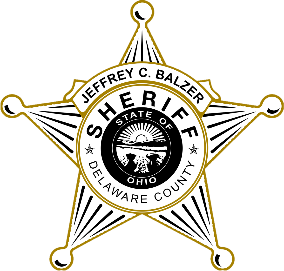 JEFFREY C. BALZER
SHERIFF
STATE OF
OHIO
DELAWARE COUNTY